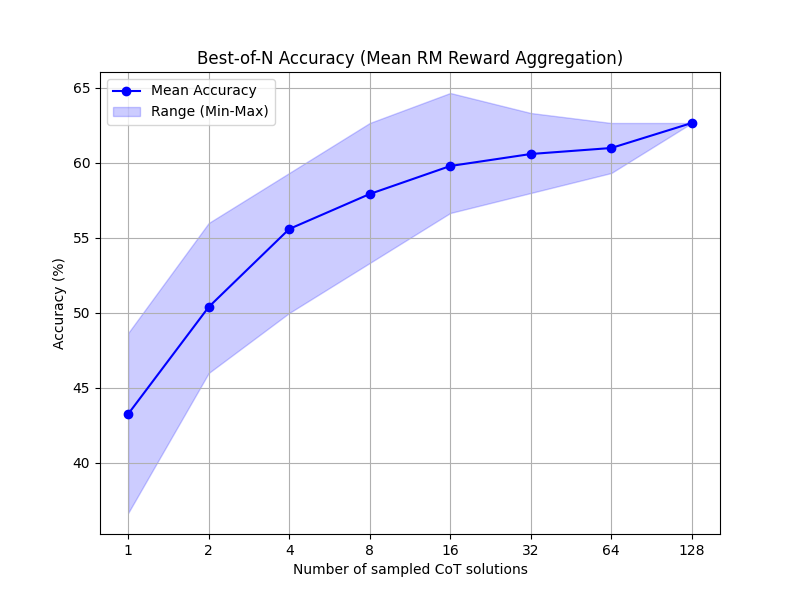 Best-of-N Accuracy (Mean RM Reward Aggregation)
Mean Accuracy
Range (Min-Max)
65
60
55
50
45
40
Accuracy (%)
1 2 4 8 16 32 64 128
Number of sampled CoT solutions